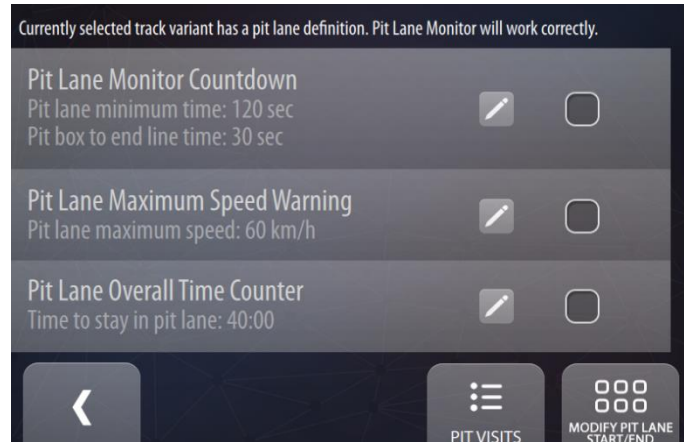 Currently selected track variant has a pit lane definition. Pit Lane Monitor will work correctly.
Pit Lane Monitor Countdown
Pit lane minimum time: 120 sec
Pit box to end line time: 30 sec
Pit Lane Maximum Speed Warning
Pit lane maximum speed: 60 km/h
Pit Lane Overall Time Counter
Time to stay in pit lane: 40:00
PIT VISITS
MODIFY PIT LANE
START/END